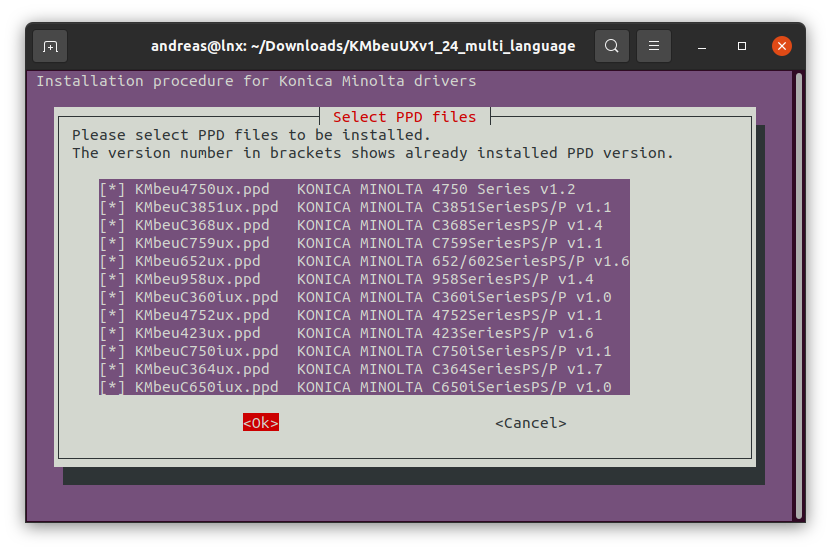 andreas@lnx: ~/Downloads/KMbeuUXv1_24_multi_language
Installation procedure for Konica Minolta drivers
Select PPD files
Please select PPD files to be installed.
The version number in brackets shows already installed PPD version.
[*] KMbeu4750ux.ppd KONICA MINOLTA 4750 Series v1.2
[*] KMbeuC3851ux.ppd KONICA MINOLTA C3851SeriesPS/P v1.1
[*] KMbeuC368ux.ppd KONICA MINOLTA C368SeriesPS/P v1.4
[*] KMbeuC759ux.ppd KONICA MINOLTA C759SeriesPS/P v1.1
[*] KMbeu652ux.ppd KONICA MINOLTA 652/602SeriesPS/P v1.6
[*] KMbeu958ux.ppd KONICA MINOLTA 958SeriesPS/P v1.4
[*] KMbeuC360iux.ppd KONICA MINOLTA C360iSeriesPS/P v1.0
[*] KMbeu4752ux.ppd KONICA MINOLTA 4752SeriesPS/P v1.1
[*] KMbeu423ux.ppd KONICA MINOLTA 423SeriesPS/P v1.6
[*] KMbeuC750iux.ppd KONICA MINOLTA C750iSeriesPS/P v1.1
[*] KMbeuC364ux.ppd KONICA MINOLTA C364SeriesPS/P v1.7
[*] KMbeuC650iux.ppd KONICA MINOLTA C650iSeriesPS/P v1.0
<Ok> <Cancel>